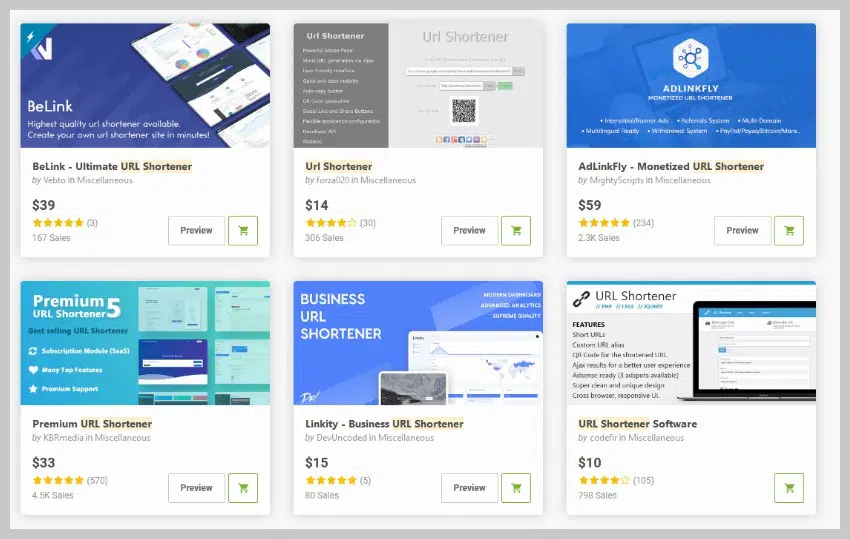 BeLink
Highest quality url shortener available.
Create your own url shortener site in minutes!
BeLink - Ultimate URL Shortener
by Vebto in Miscellaneous
$39
(3)
167 Sales
Preview
Url Shortener
Powerful Admin Panel
Short URL generation via Ajax
User friendly interface
Quick and easy installer
Auto copy button
QR Code generation
Social Like and Share Buttons
Flexible application configuration
Developer API
Url Shortener
Url Shortener
by forza020 in Miscellaneous
$14
(30)
306 Sales
Preview
ADLINKFLY
MONETIZED URL SHORTENER
• Interstitial/Banner Ads
• Referrals System
• Multi-Domain
• Multilingual Ready
• Withdrawal System
• PayPal/Payza/Bitcoin/More..
AdLinkFly - Monetized URL Shortener
by MightyScripts in Miscellaneous
$59
(234)
2.3K Sales
Preview
Premium 5
URL Shortener
Best selling URL Shortener
Subscription Module (SaaS)
Many Top Features
Premium Support
Premium URL Shortener
by KBRmedia in Miscellaneous
$33
(570)
4.5K Sales
Preview
BUSINESS
URL
SHORTENER
MODERN DASHBOARD
ADVANCED ANALYTICS
SUPREME QUALITY
Linkity - Business URL Shortener
by DevUncoded in Miscellaneous
$15
(5)
80 Sales
Preview
URL Shortener
// PHP // CSS3 // JQUERY
FEATURES
Short URLs
Custom URL alias
QR Code for the shortened URL.
Ajax results for a better user experience
Adsense ready (3 adspots available)
Super clean and unique design
Cross browser, responsive UI.
URL Shortener Software
by codefir in Miscellaneous
$10
(105)
798 Sales